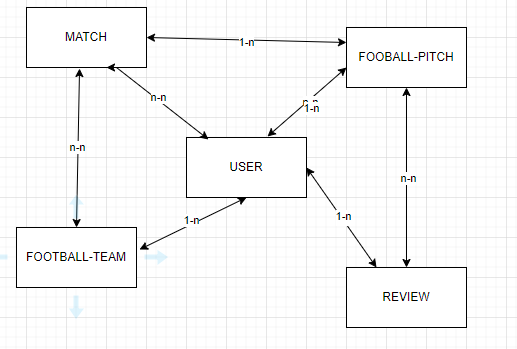 MATCH
1-n
FOOBALL-PITCH
n-n
n-n
1-n
n-n
USER
n-n
1-n
1-n
FOOTBALL-TEAM
REVIEW